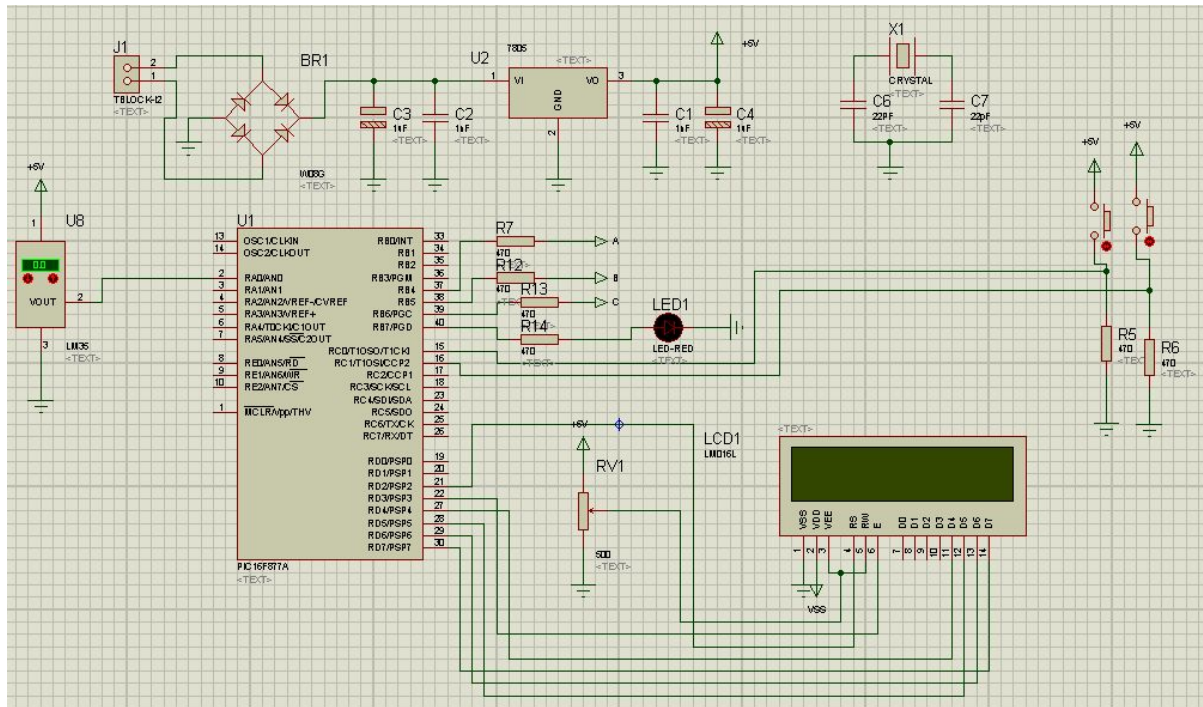 J1
2
1
TBLOCK-I2
<TEXT>
BR1
W08G
<TEXT>
C3
1uF
<TEXT>
C2
1uF
<TEXT>
U2
7805
<TEXT>
1
VI
VO
3
GND
2
C1
1uF
<TEXT>
C4
1uF
<TEXT>
+5V
X1
CRYSTAL
<TEXT>
C6
22pF
<TEXT>
C7
22pF
<TEXT>
+5V
+5V
+5V
1
U8
0.0
VOUT
2
3
LM35
<TEXT>
U1
13 OSC1/CLKIN
14 OSC2/CLKOUT
2 RA0/AN0
3 RA1/AN1
4 RA2/AN2/VREF-/CVREF
5 RA3/AN3/VREF+
6 RA4/T0CKI/C1OUT
7 RA5/AN4/SS/C2OUT
8 RE0/AN5/RD
9 RE1/AN6/WR
10 RE2/AN7/CS
1 MCLR/Vpp/THV
RB0/INT 33
RB1 34
RB2 35
RB3/PGM 36
RB4 37
RB5 38
RB6/PGC 39
RB7/PGD 40
RC0/T1OSO/T1CKI 15
RC1/T1OSI/CCP2 16
RC2/CCP1 17
RC3/SCK/SCL 18
RC4/SDI/SDA 23
RC5/SDO 24
RC6/TX/CK 25
RC7/RX/DT 26
RD0/PSP0 19
RD1/PSP1 20
RD2/PSP2 21
RD3/PSP3 22
RD4/PSP4 27
RD5/PSP5 28
RD6/PSP6 29
RD7/PSP7 30
PIC16F877A
<TEXT>
R7
470
A
R12
470
B
R13
470
C
R14
470
<TEXT>
LED1
LED-RED
<TEXT>
R5
470
<TEXT>
R6
470
<TEXT>
+5V
RV1
500
<TEXT>
<TEXT>
LCD1
LM016L
VSS VDD VEE RS RW E D0 D1 D2 D3 D4 D5 D6 D7
1 2 3 4 5 6 7 8 9 10 11 12 13 14
VSS